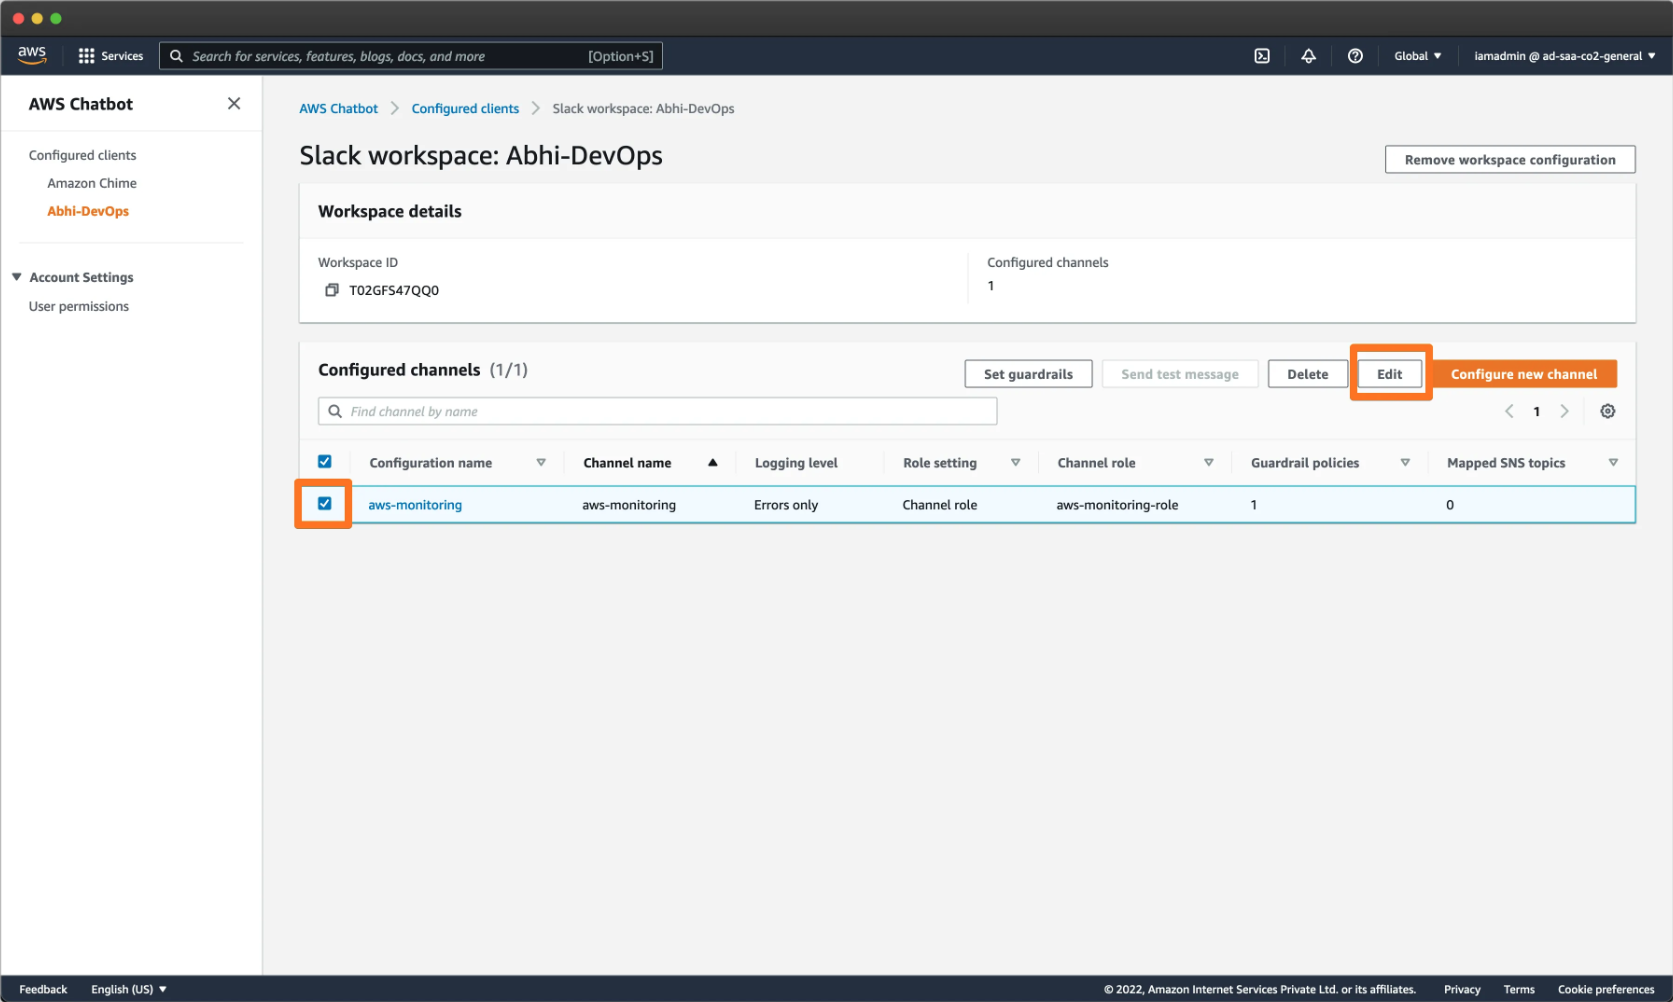 aws
Services
Search for services, features, blogs, docs, and more [Option+S]
Global
iamadmin @ ad-saa-co2-general
AWS Chatbot
Configured clients
Amazon Chime
Abhi-DevOps
Account Settings
User permissions
AWS Chatbot > Configured clients > Slack workspace: Abhi-DevOps
Slack workspace: Abhi-DevOps
Remove workspace configuration
Workspace details
Workspace ID
T02GFS47QQ0
Configured channels
1
Configured channels (1/1)
Set guardrails
Send test message
Delete
Edit
Configure new channel
Find channel by name
1
Configuration name Channel name Logging level Role setting Channel role Guardrail policies Mapped SNS topics
aws-monitoring aws-monitoring Errors only Channel role aws-monitoring-role 1 0
Feedback English (US) © 2022, Amazon Internet Services Private Ltd. or its affiliates. Privacy Terms Cookie preferences